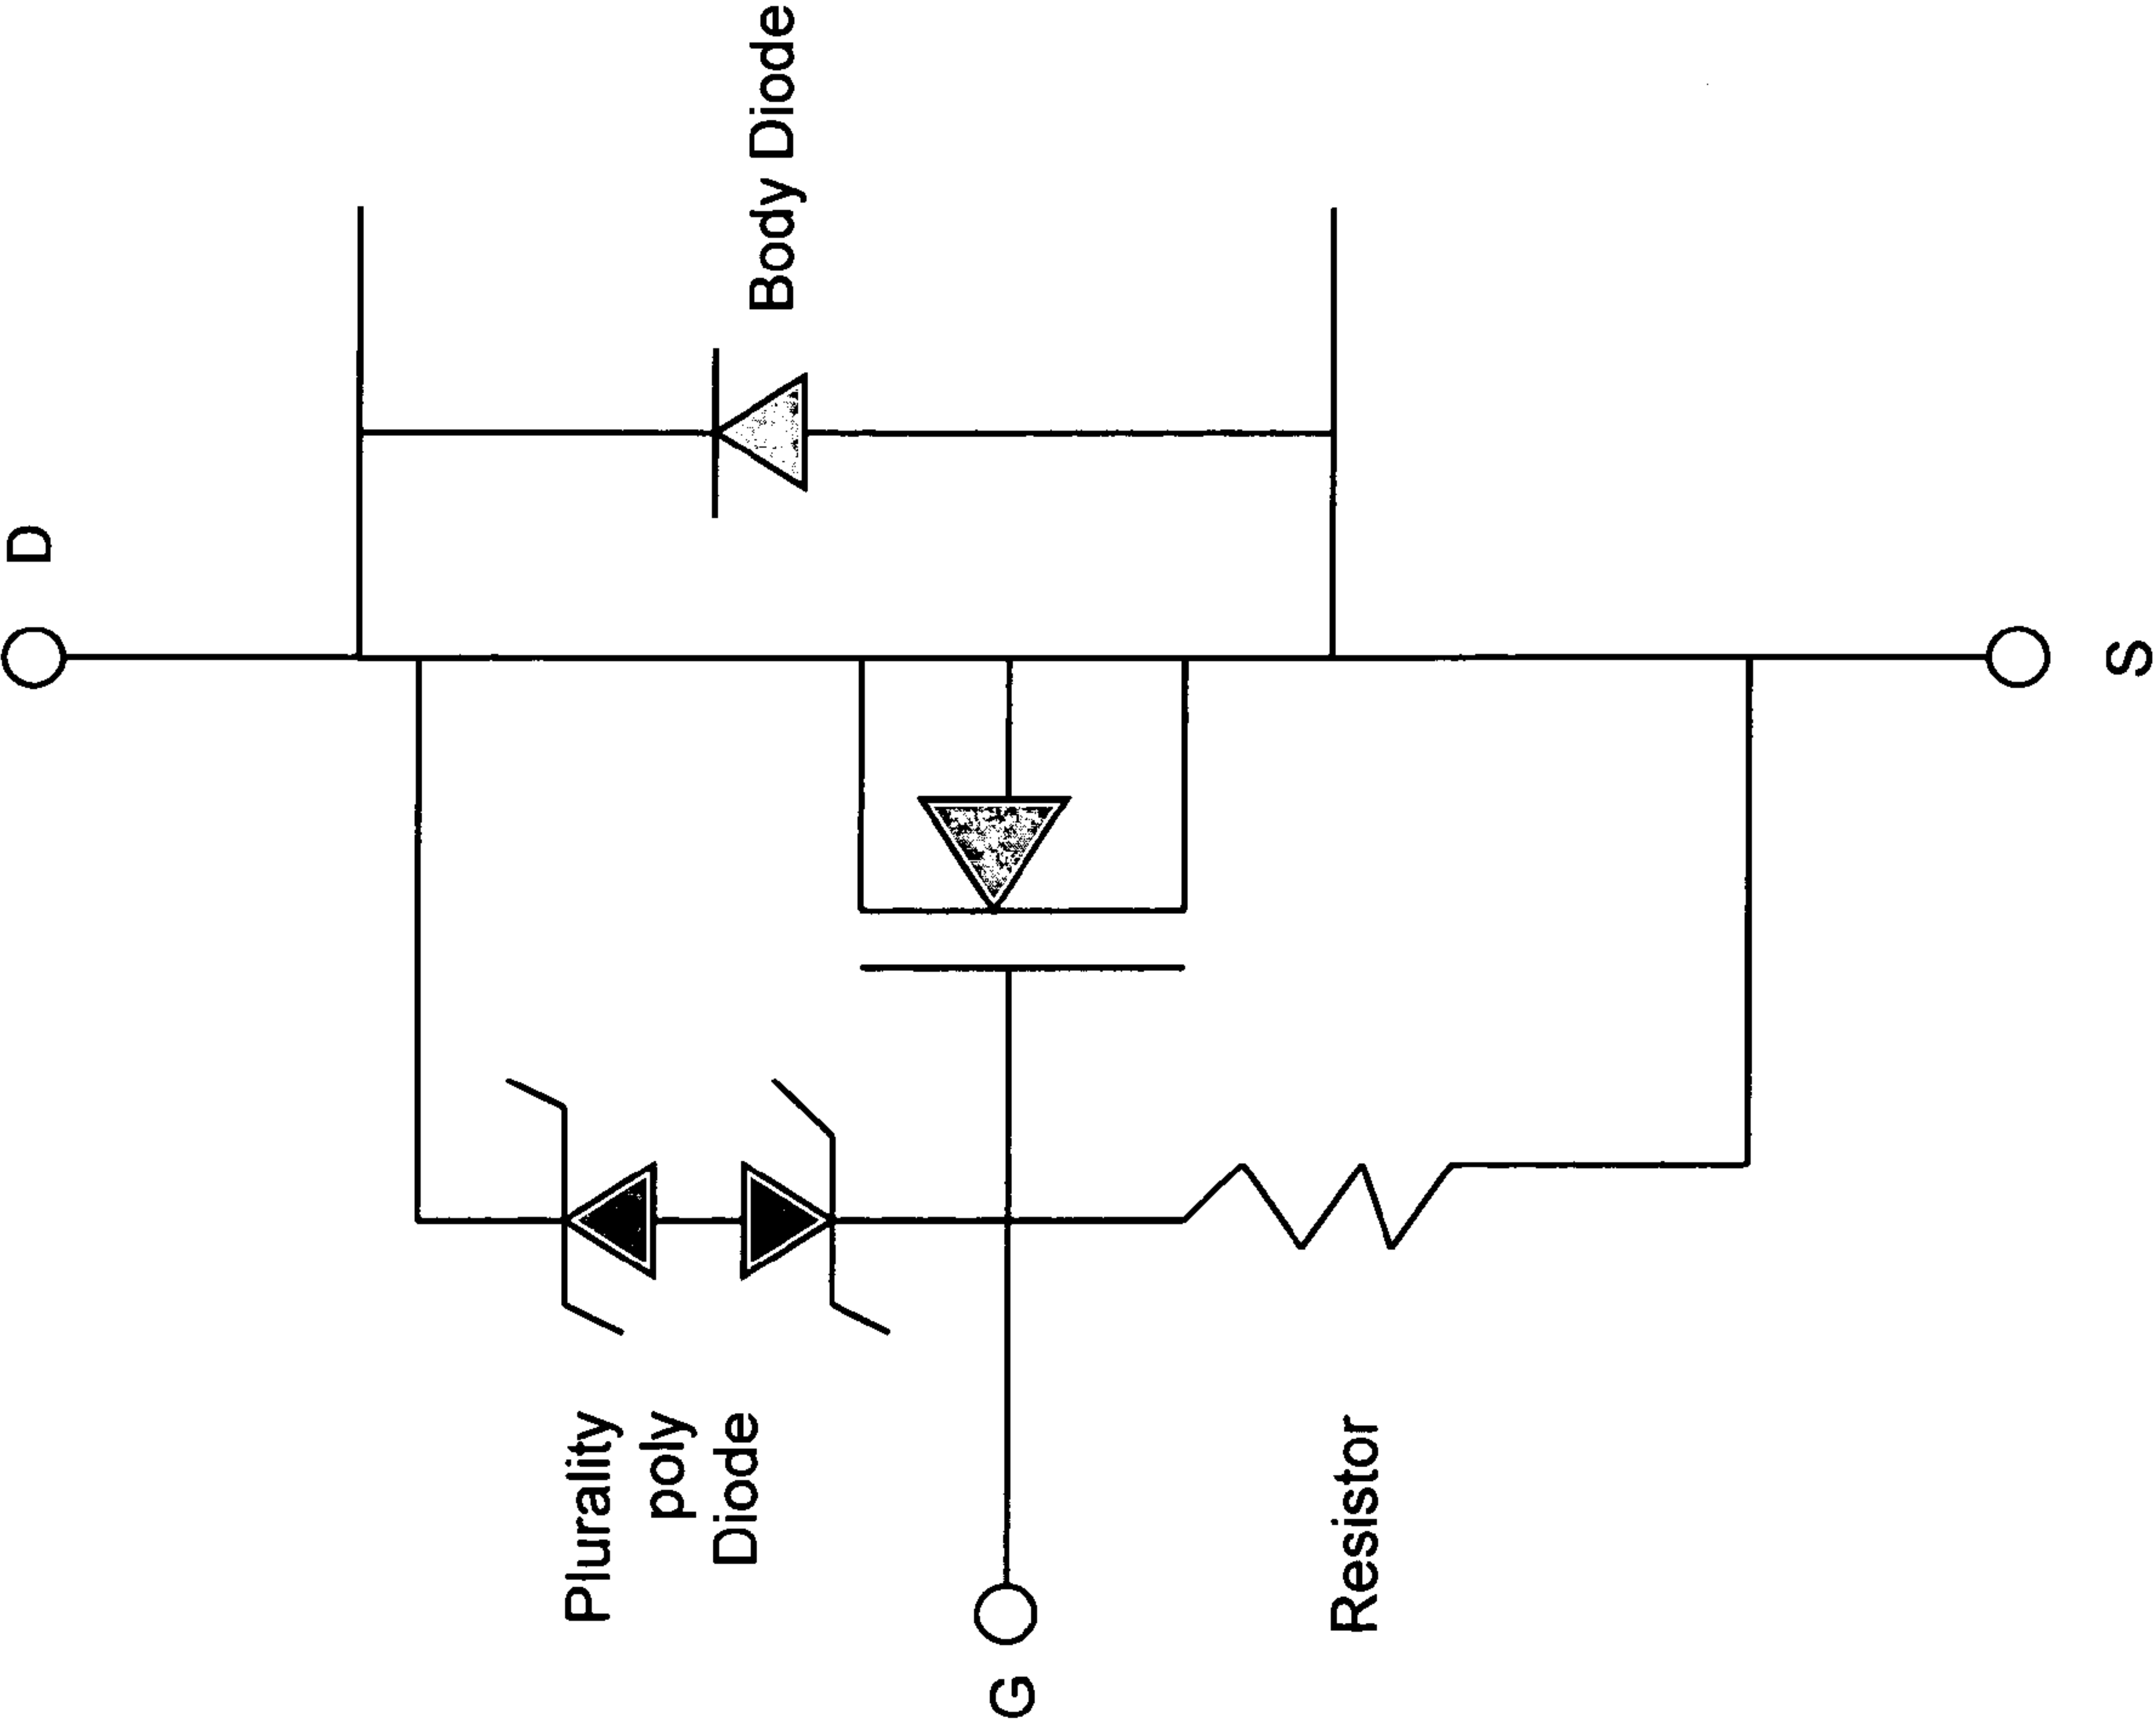 D
Body Diode
Plurality
poly
Diode
G
Resistor
S